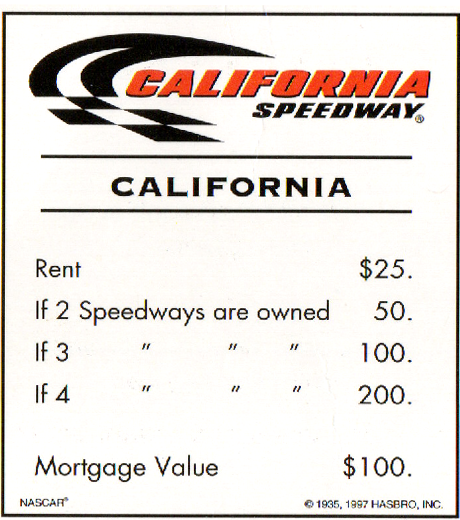 CALIFORNIA
SPEEDWAY®
CALIFORNIA
Rent $25.
If 2 Speedways are owned 50.
If 3 " " " 100.
If 4 " " " 200.
Mortgage Value $100.
NASCAR® © 1935, 1997 HASBRO, INC.